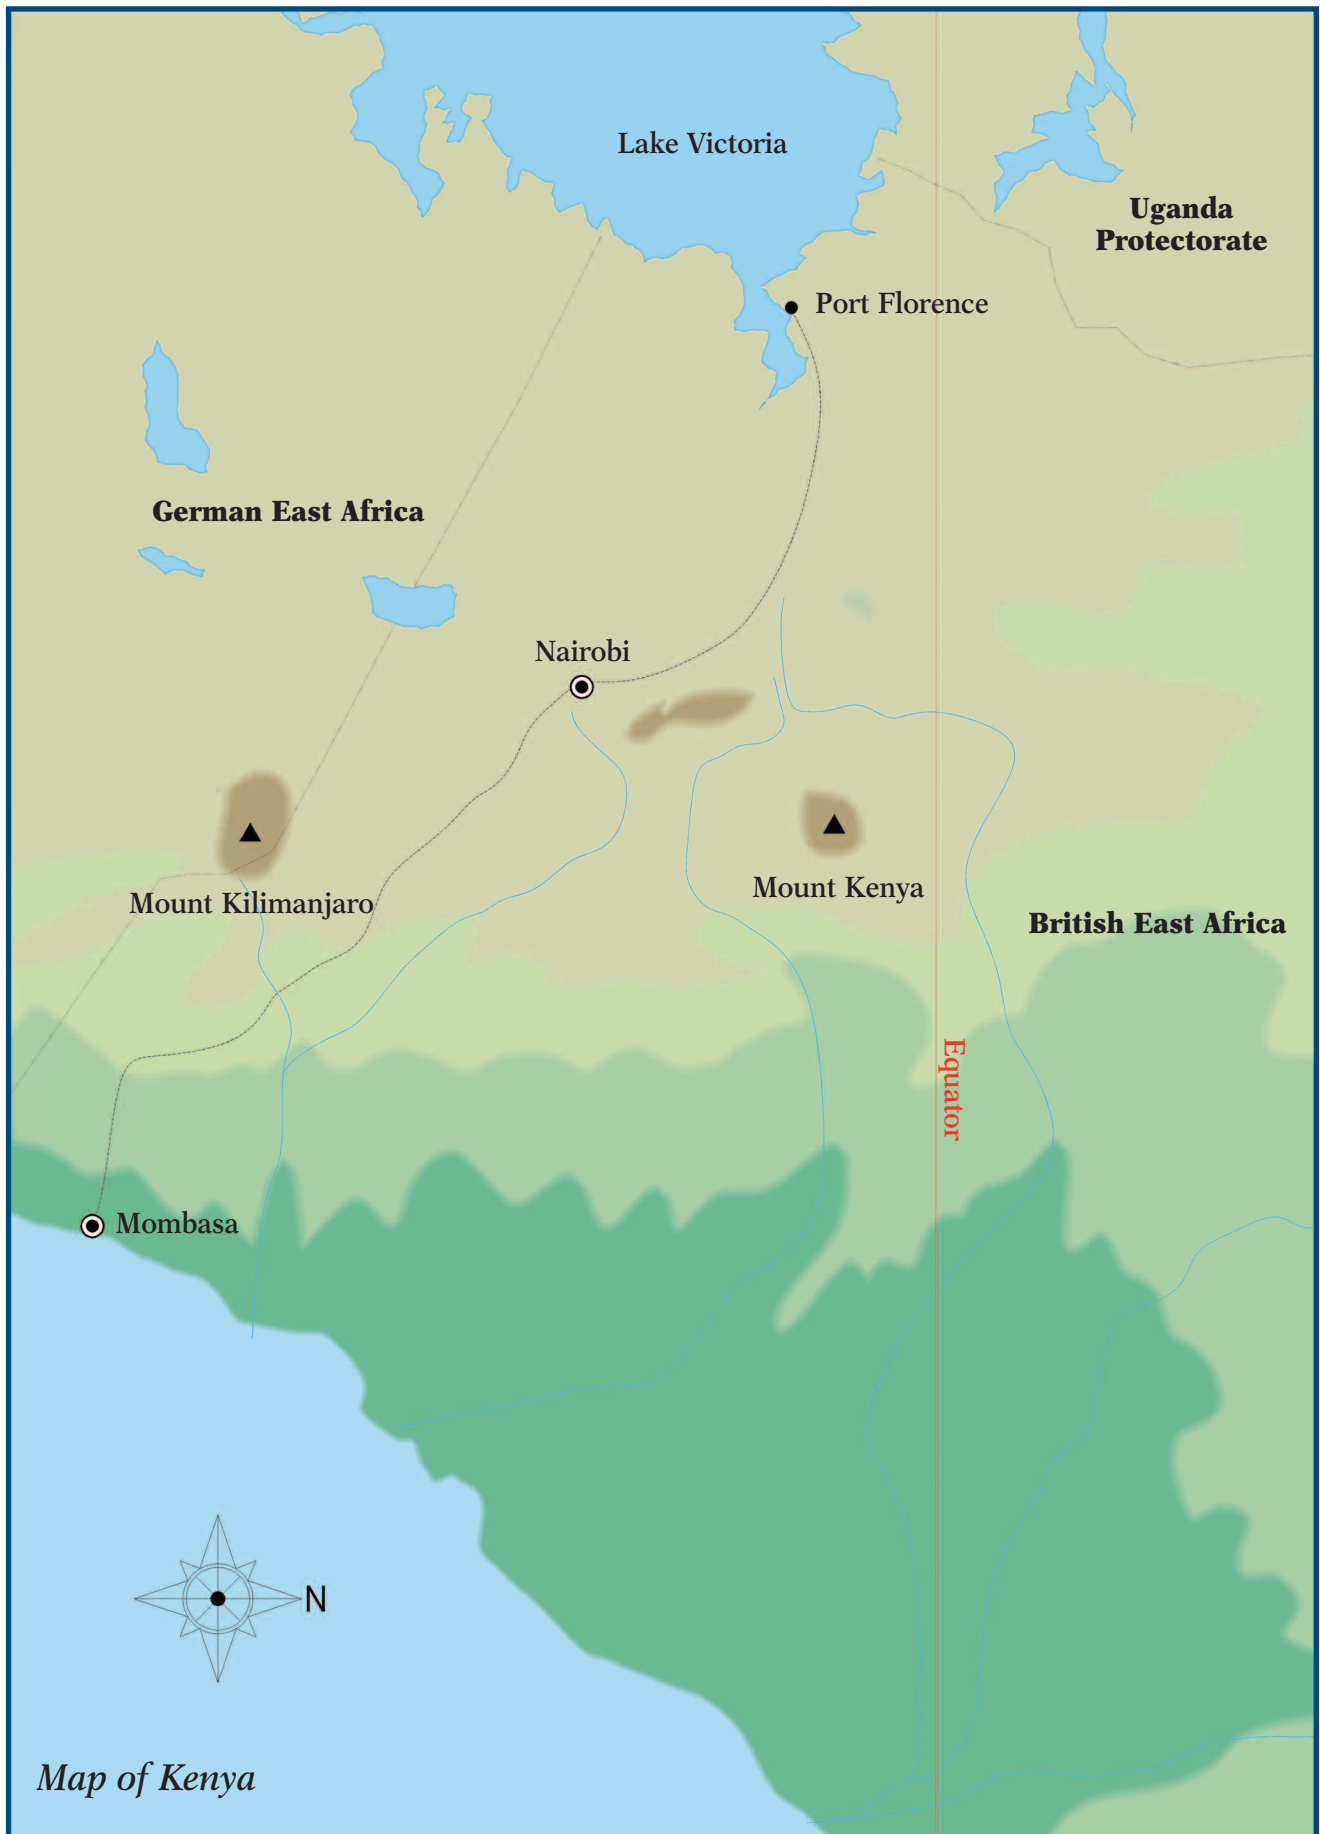 Lake Victoria
Uganda
Protectorate
Port Florence
German East Africa
Nairobi
Mount Kilimanjaro
Mount Kenya
British East Africa
Equator
Mombasa
N
Map of Kenya